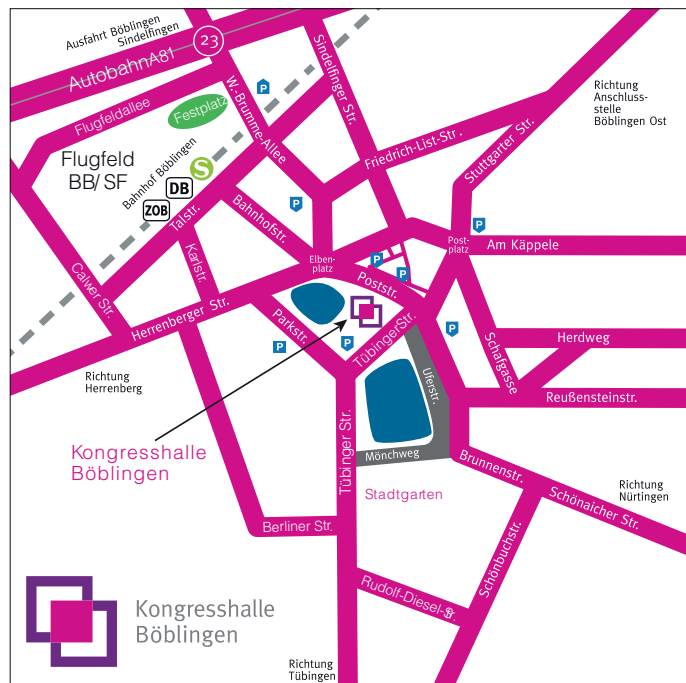 Ausfahrt Böblingen
Sindelfingen
23
AutobahnA81
Sindelfinger Str.
P
Richtung
Anschluss-
stelle
Böblingen Ost
Flugfeldallee
Festplatz
W.-Brumme-Allee
Friedrich-List-Str.
Stuttgarter Str.
Flugfeld
BB/ SF
Bahnhof Böblingen
S
DB
ZOB
Talstr.
Bahnhofstr.
P
P
Karlstr.
Calwer Str.
Elben-
platz
Post-
platz
Am Käppele
P
P
Poststr.
Herrenberger Str.
Parkstr.
TübingerStr.
P
P
P
Schafgasse
Herdweg
Uferstr.
Reußensteinstr.
Richtung
Herrenberg
Kongresshalle
Böblingen
Tübinger Str.
Mönchweg
Brunnenstr.
Stadtgarten
Richtung
Nürtingen
Schönaicher Str.
Berliner Str.
Schönbuchstr.
Rudolf-Diesel-Str.
Kongresshalle
Böblingen
Richtung
Tübingen